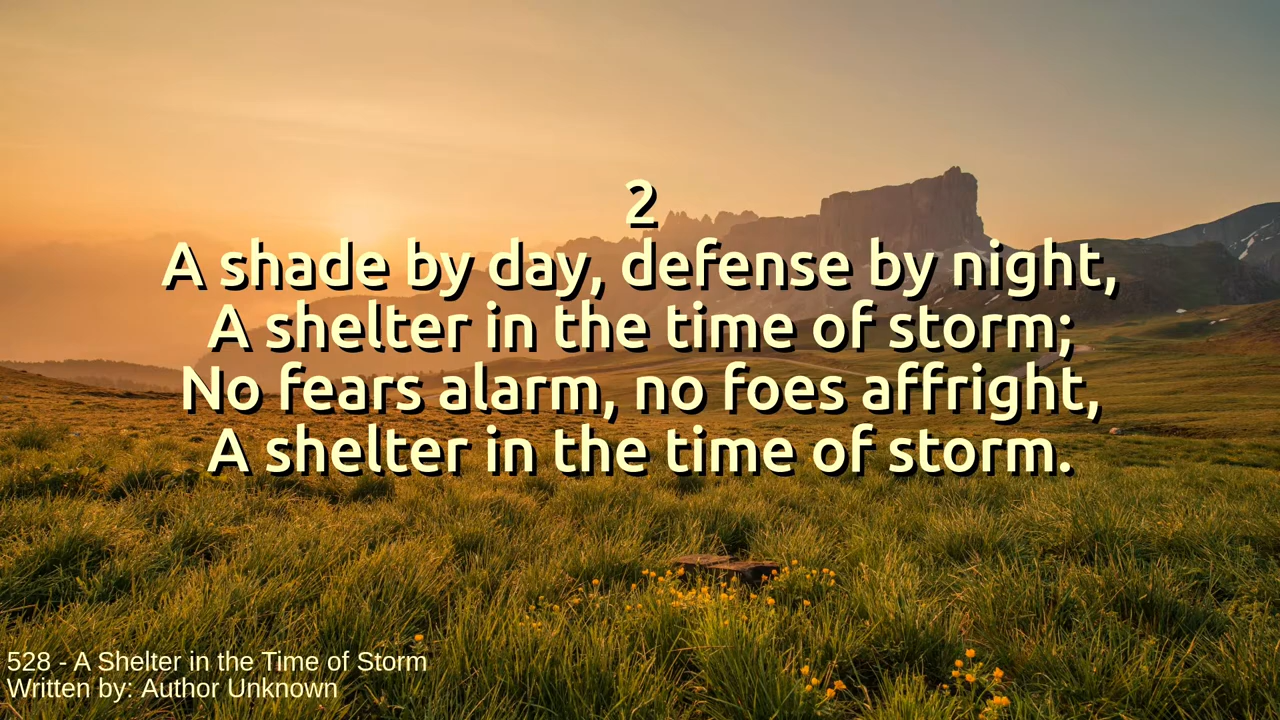 2
A shade by day, defense by night,
A shelter in the time of storm;
No fears alarm, no foes affright,
A shelter in the time of storm.
528 - A Shelter in the Time of Storm
Written by: Author Unknown